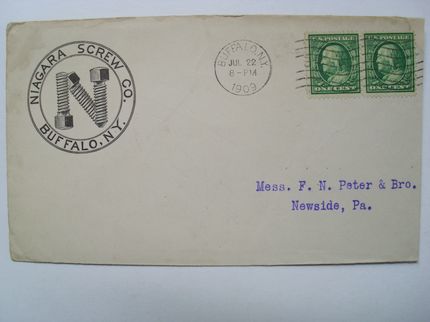 NIAGARA SCREW CO.
N
BUFFALO, N.Y.
BUFFALO, N.Y.
JUL 22
8-PM
1909
U.S. POSTAGE
ONE CENT
U.S. POSTAGE
ONE CENT
Mess. F. N. Peter & Bro.
Newside, Pa.